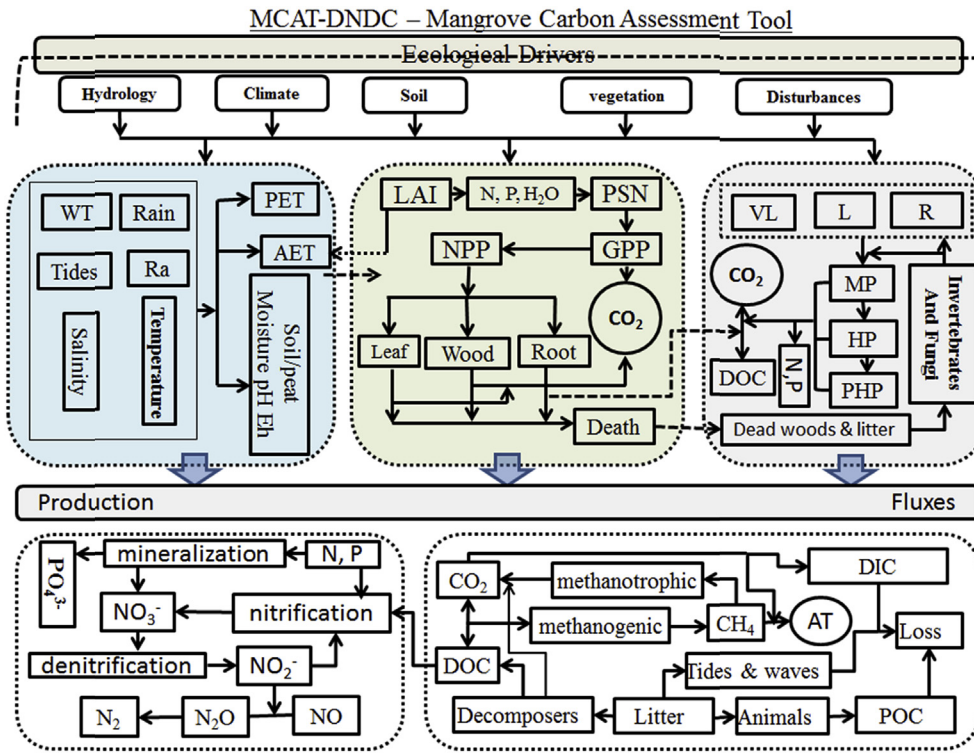 MCAT-DNDC – Mangrove Carbon Assessment Tool
Ecological Drivers
Hydrology
Climate
Soil
vegetation
Disturbances
WT
Rain
Tides
Ra
Salinity
Temperature
PET
AET
Soil/peat
Moisture pH Eh
LAI
N, P, H₂O
PSN
NPP
GPP
CO₂
Leaf
Wood
Root
Death
VL
L
R
CO₂
MP
HP
PHP
DOC
N,P
Invertebrates
And Fungi
Dead woods & litter
Production
Fluxes
PO₄³⁻
mineralization
N, P
NO₃⁻
nitrification
denitrification
NO₂⁻
N₂
N₂O
NO
CO₂
methanotrophic
DIC
methanogenic
CH₄
AT
Loss
DOC
Tides & waves
Decomposers
Litter
Animals
POC